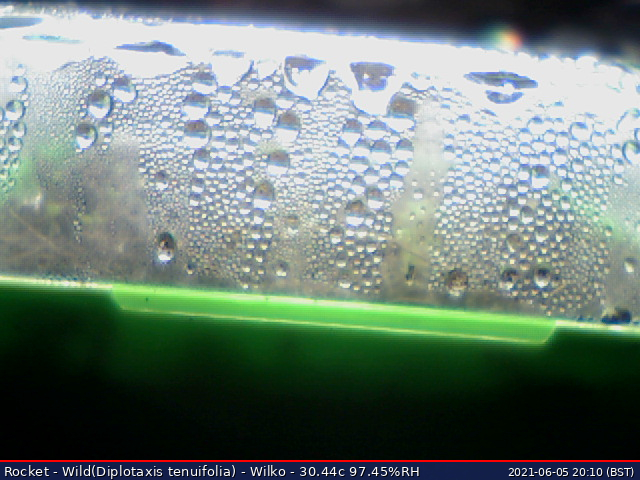 Rocket - Wild(Diplotaxis tenuifolia) - Wilko - 30.44c 97.45%RH
2021-06-05 20:10 (BST)